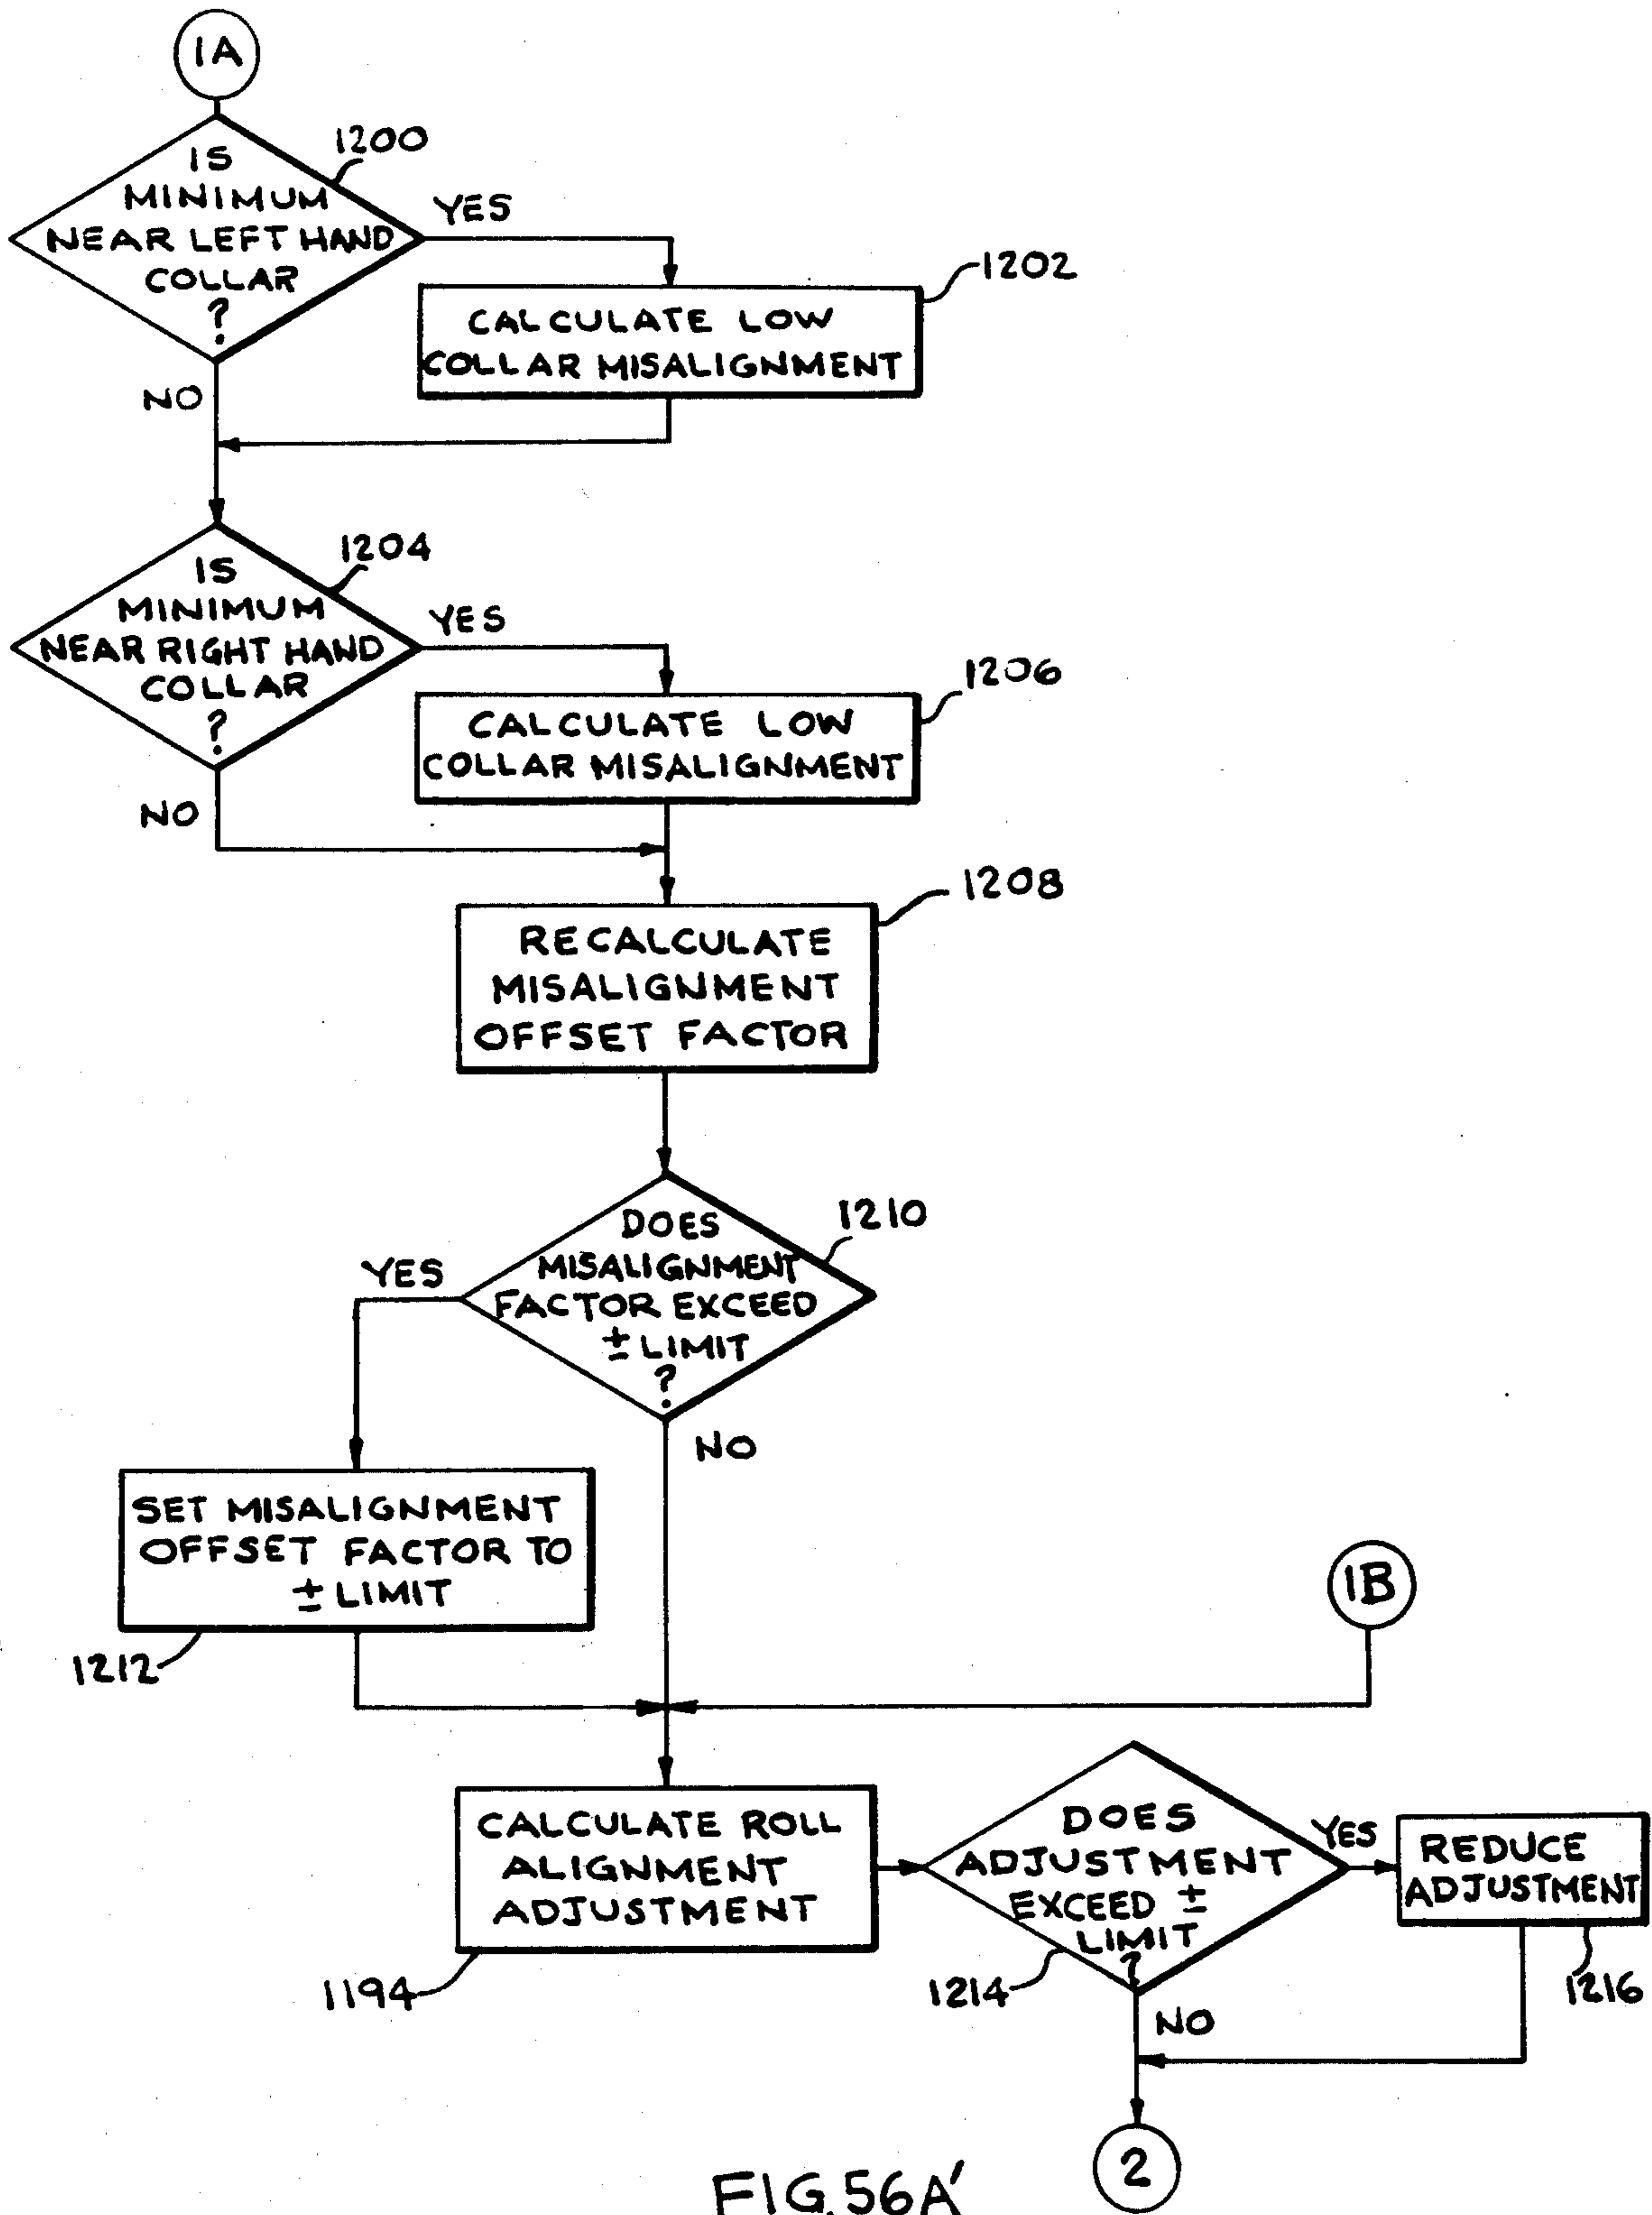 1A
1200
IS
MINIMUM
NEAR LEFT HAND
COLLAR
?
YES
NO
1202
CALCULATE LOW
COLLAR MISALIGNMENT
1204
IS
MINIMUM
NEAR RIGHT HAND
COLLAR
?
YES
NO
1206
CALCULATE LOW
COLLAR MISALIGNMENT
1208
RECALCULATE
MISALIGNMENT
OFFSET FACTOR
1210
DOES
MISALIGNMENT
FACTOR EXCEED
± LIMIT
?
YES
NO
SET MISALIGNMENT
OFFSET FACTOR TO
± LIMIT
1212
1B
CALCULATE ROLL
ALIGNMENT
ADJUSTMENT
1194
DOES
ADJUSTMENT
EXCEED ±
LIMIT
?
1214
YES
NO
REDUCE
ADJUSTMENT
1216
2
FIG. 56A'